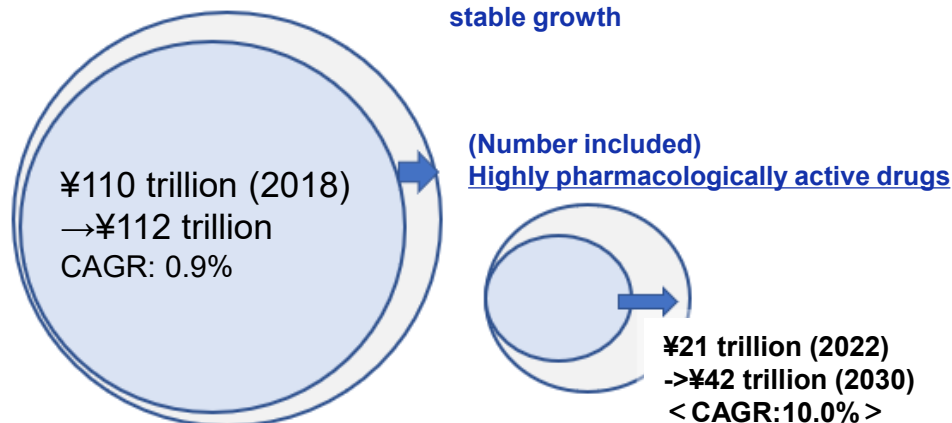 stable growth
¥110 trillion (2018)
→¥112 trillion
CAGR: 0.9%
(Number included)
Highly pharmacologically active drugs
¥21 trillion (2022)
->¥42 trillion (2030)
＜CAGR:10.0%＞